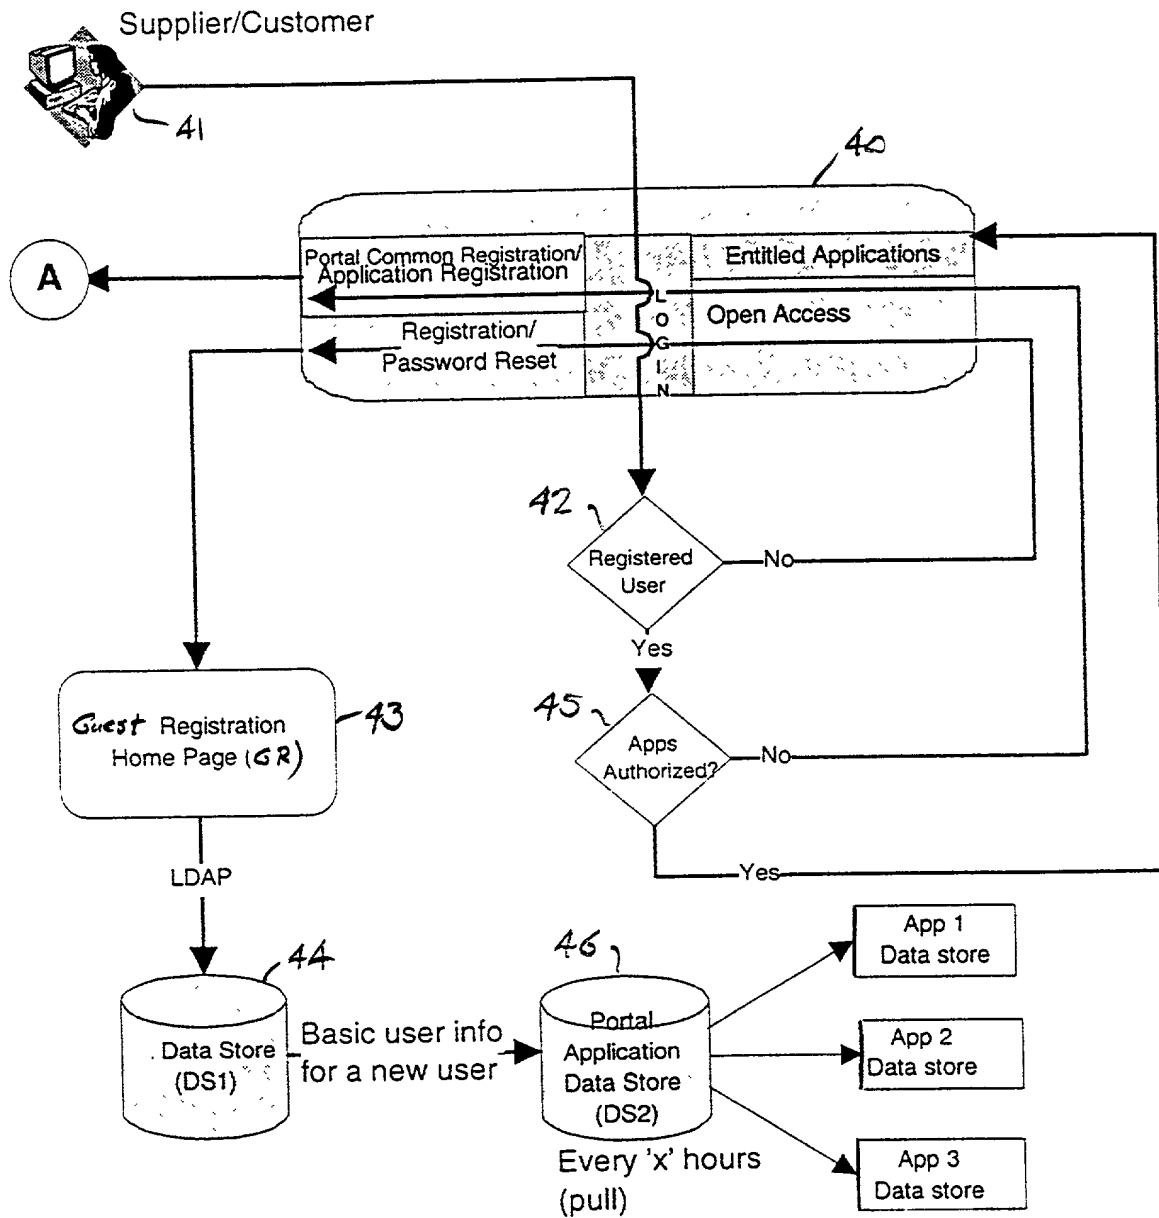 Supplier/Customer
41
40
A
Portal Common Registration/
Application Registration
Registration/
Password Reset
LOGIN
Entitled Applications
Open Access
42
Registered
User
No
Yes
45
Apps
Authorized?
No
Yes
Guest Registration
Home Page (GR)
43
LDAP
44
Data Store
(DS1)
Basic user info
for a new user
46
Portal
Application
Data Store
(DS2)
Every 'x' hours
(pull)
App 1
Data store
App 2
Data store
App 3
Data store